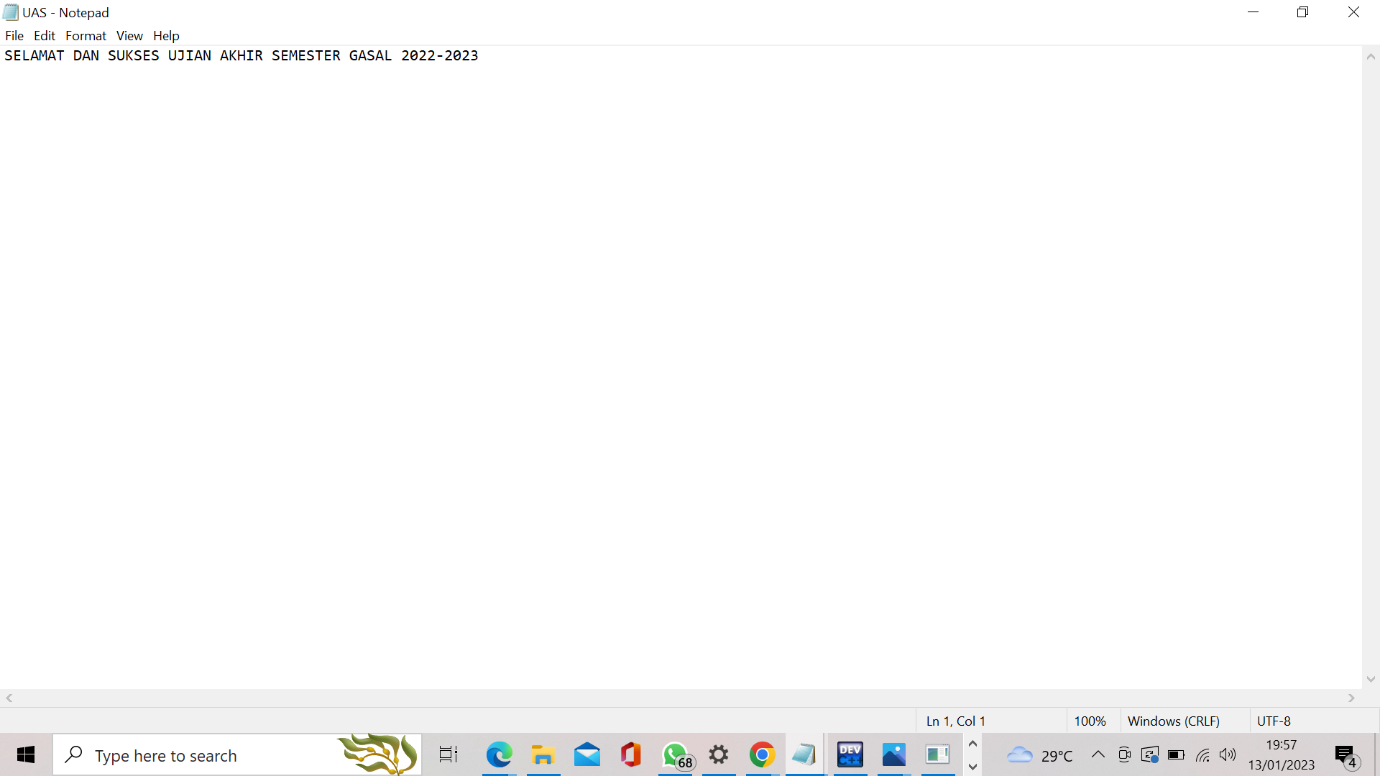 UAS - Notepad
File Edit Format View Help
SELAMAT DAN SUKSES UJIAN AKHIR SEMESTER GASAL 2022-2023
Ln 1, Col 1 100% Windows (CRLF) UTF-8
Type here to search
68
DEV C++
29°C
19:57
13/01/2023
4